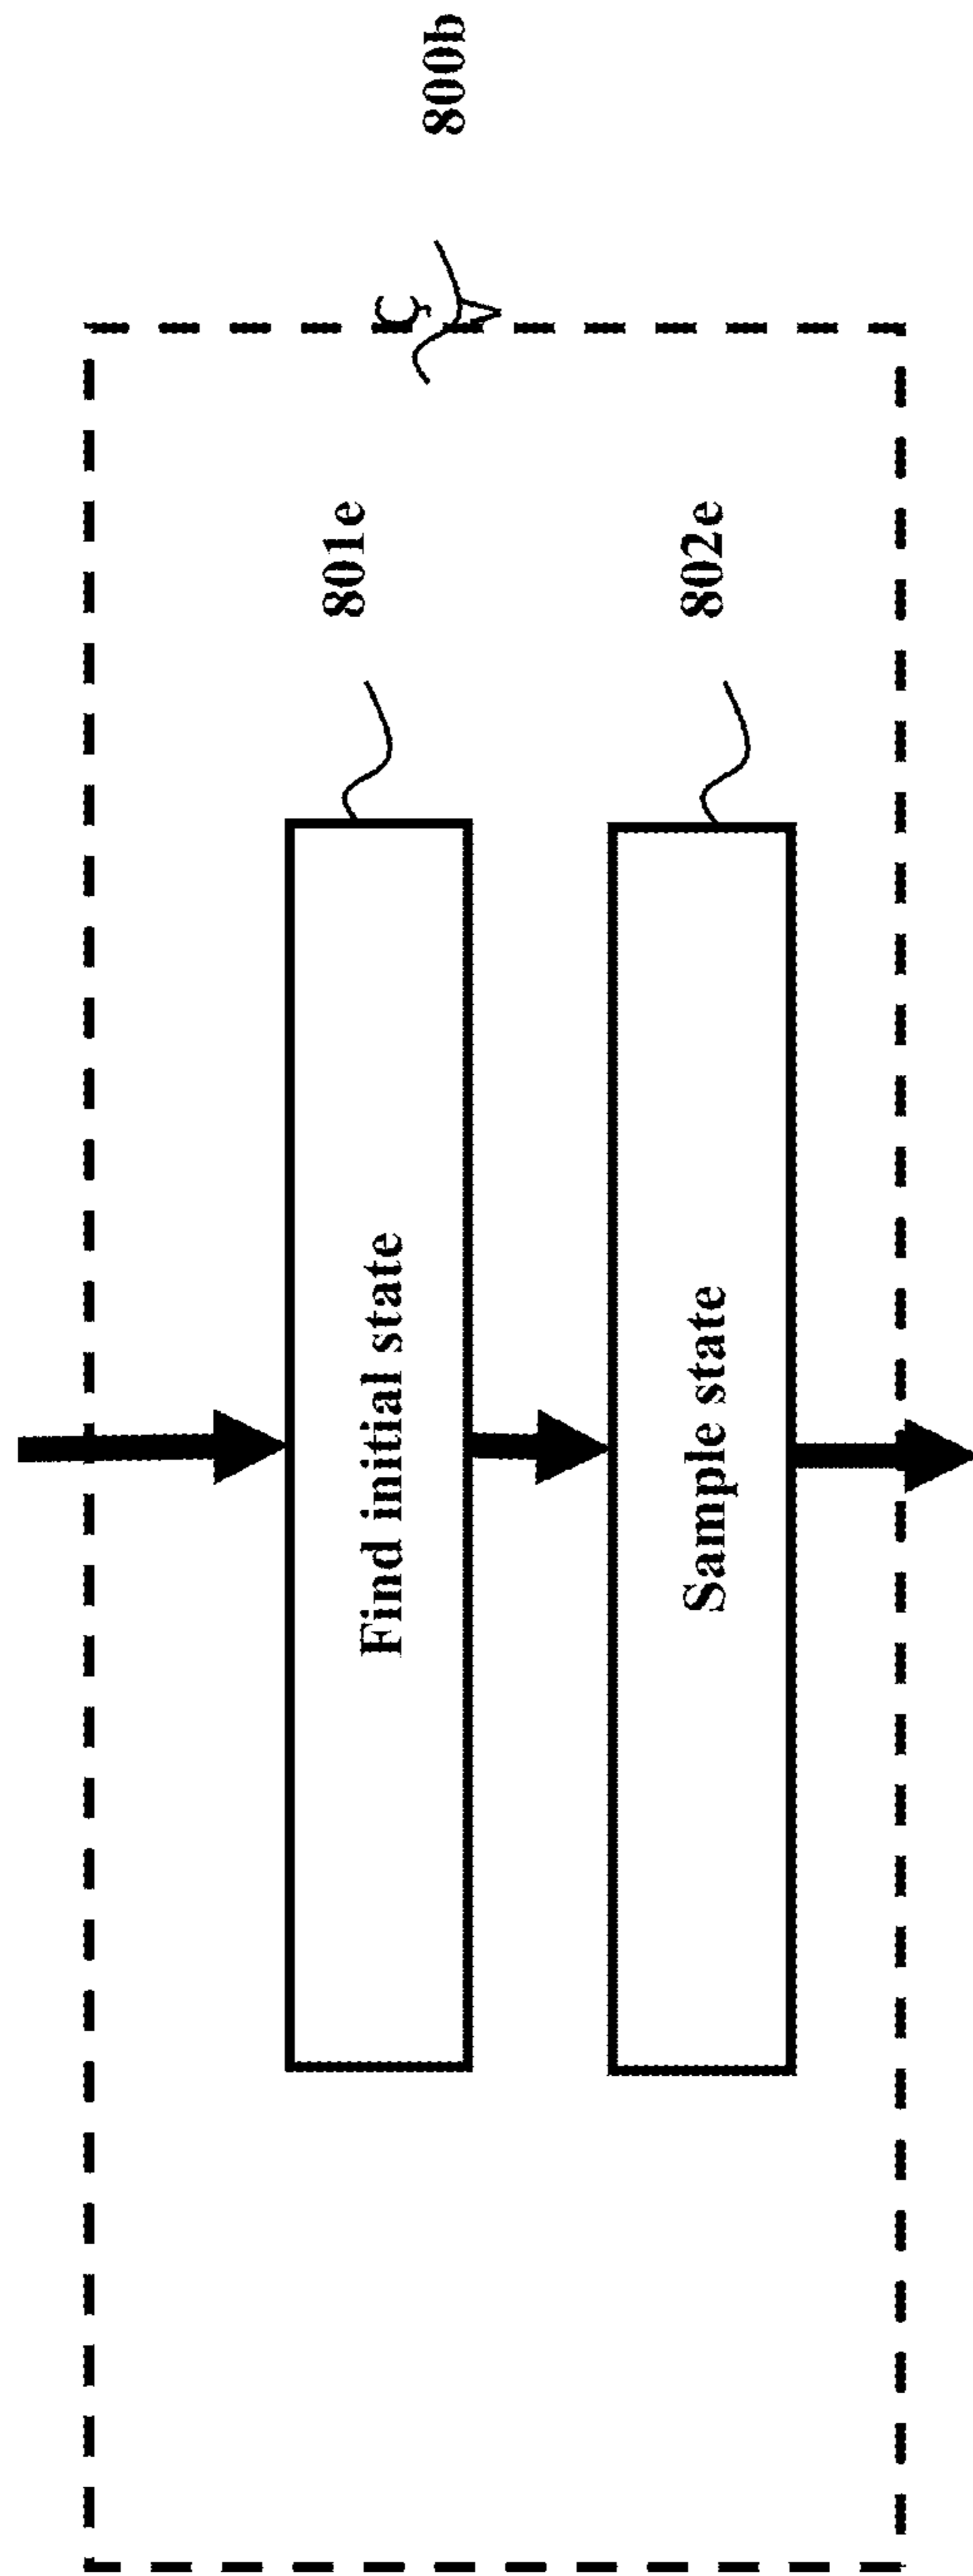 800b
801e
Find initial state
802e
Sample state